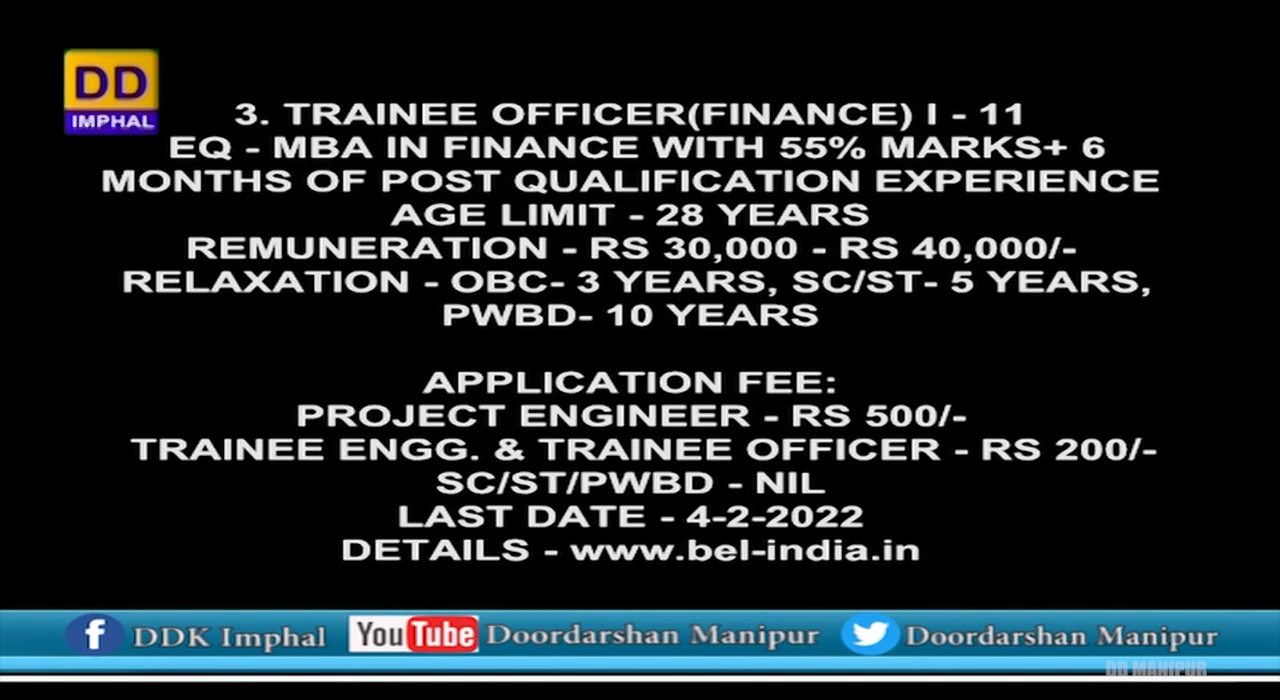 DD
IMPHAL
3. TRAINEE OFFICER(FINANCE) I - 11
EQ - MBA IN FINANCE WITH 55% MARKS+ 6
MONTHS OF POST QUALIFICATION EXPERIENCE
AGE LIMIT - 28 YEARS
REMUNERATION - RS 30,000 - RS 40,000/-
RELAXATION - OBC- 3 YEARS, SC/ST- 5 YEARS,
PWBD- 10 YEARS
APPLICATION FEE:
PROJECT ENGINEER - RS 500/-
TRAINEE ENGG. & TRAINEE OFFICER - RS 200/-
SC/ST/PWBD - NIL
LAST DATE - 4-2-2022
DETAILS - www.bel-india.in
f DDK Imphal YouTube Doordarshan Manipur Doordarshan Manipur
DD MANIPUR